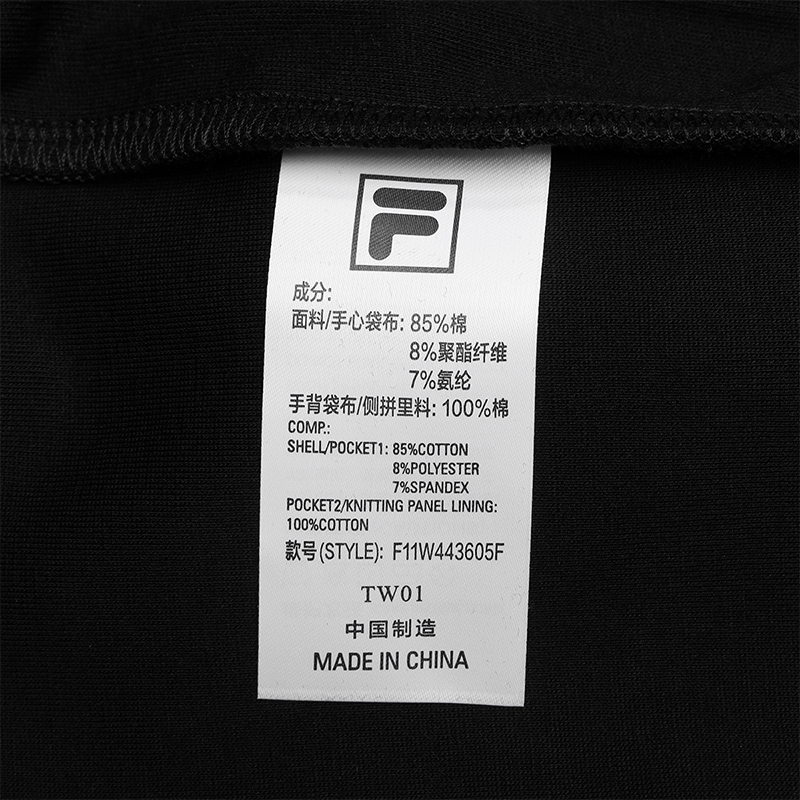 F
成分:
面料/手心袋布: 85%棉
8%聚酯纤维
7%氨纶
手背袋布/侧拼里料: 100%棉
COMP.:
SHELL/POCKET1: 85%COTTON
8%POLYESTER
7%SPANDEX
POCKET2/KNITTING PANEL LINING:
100%COTTON
款号(STYLE): F11W443605F
TW01
中国制造
MADE IN CHINA